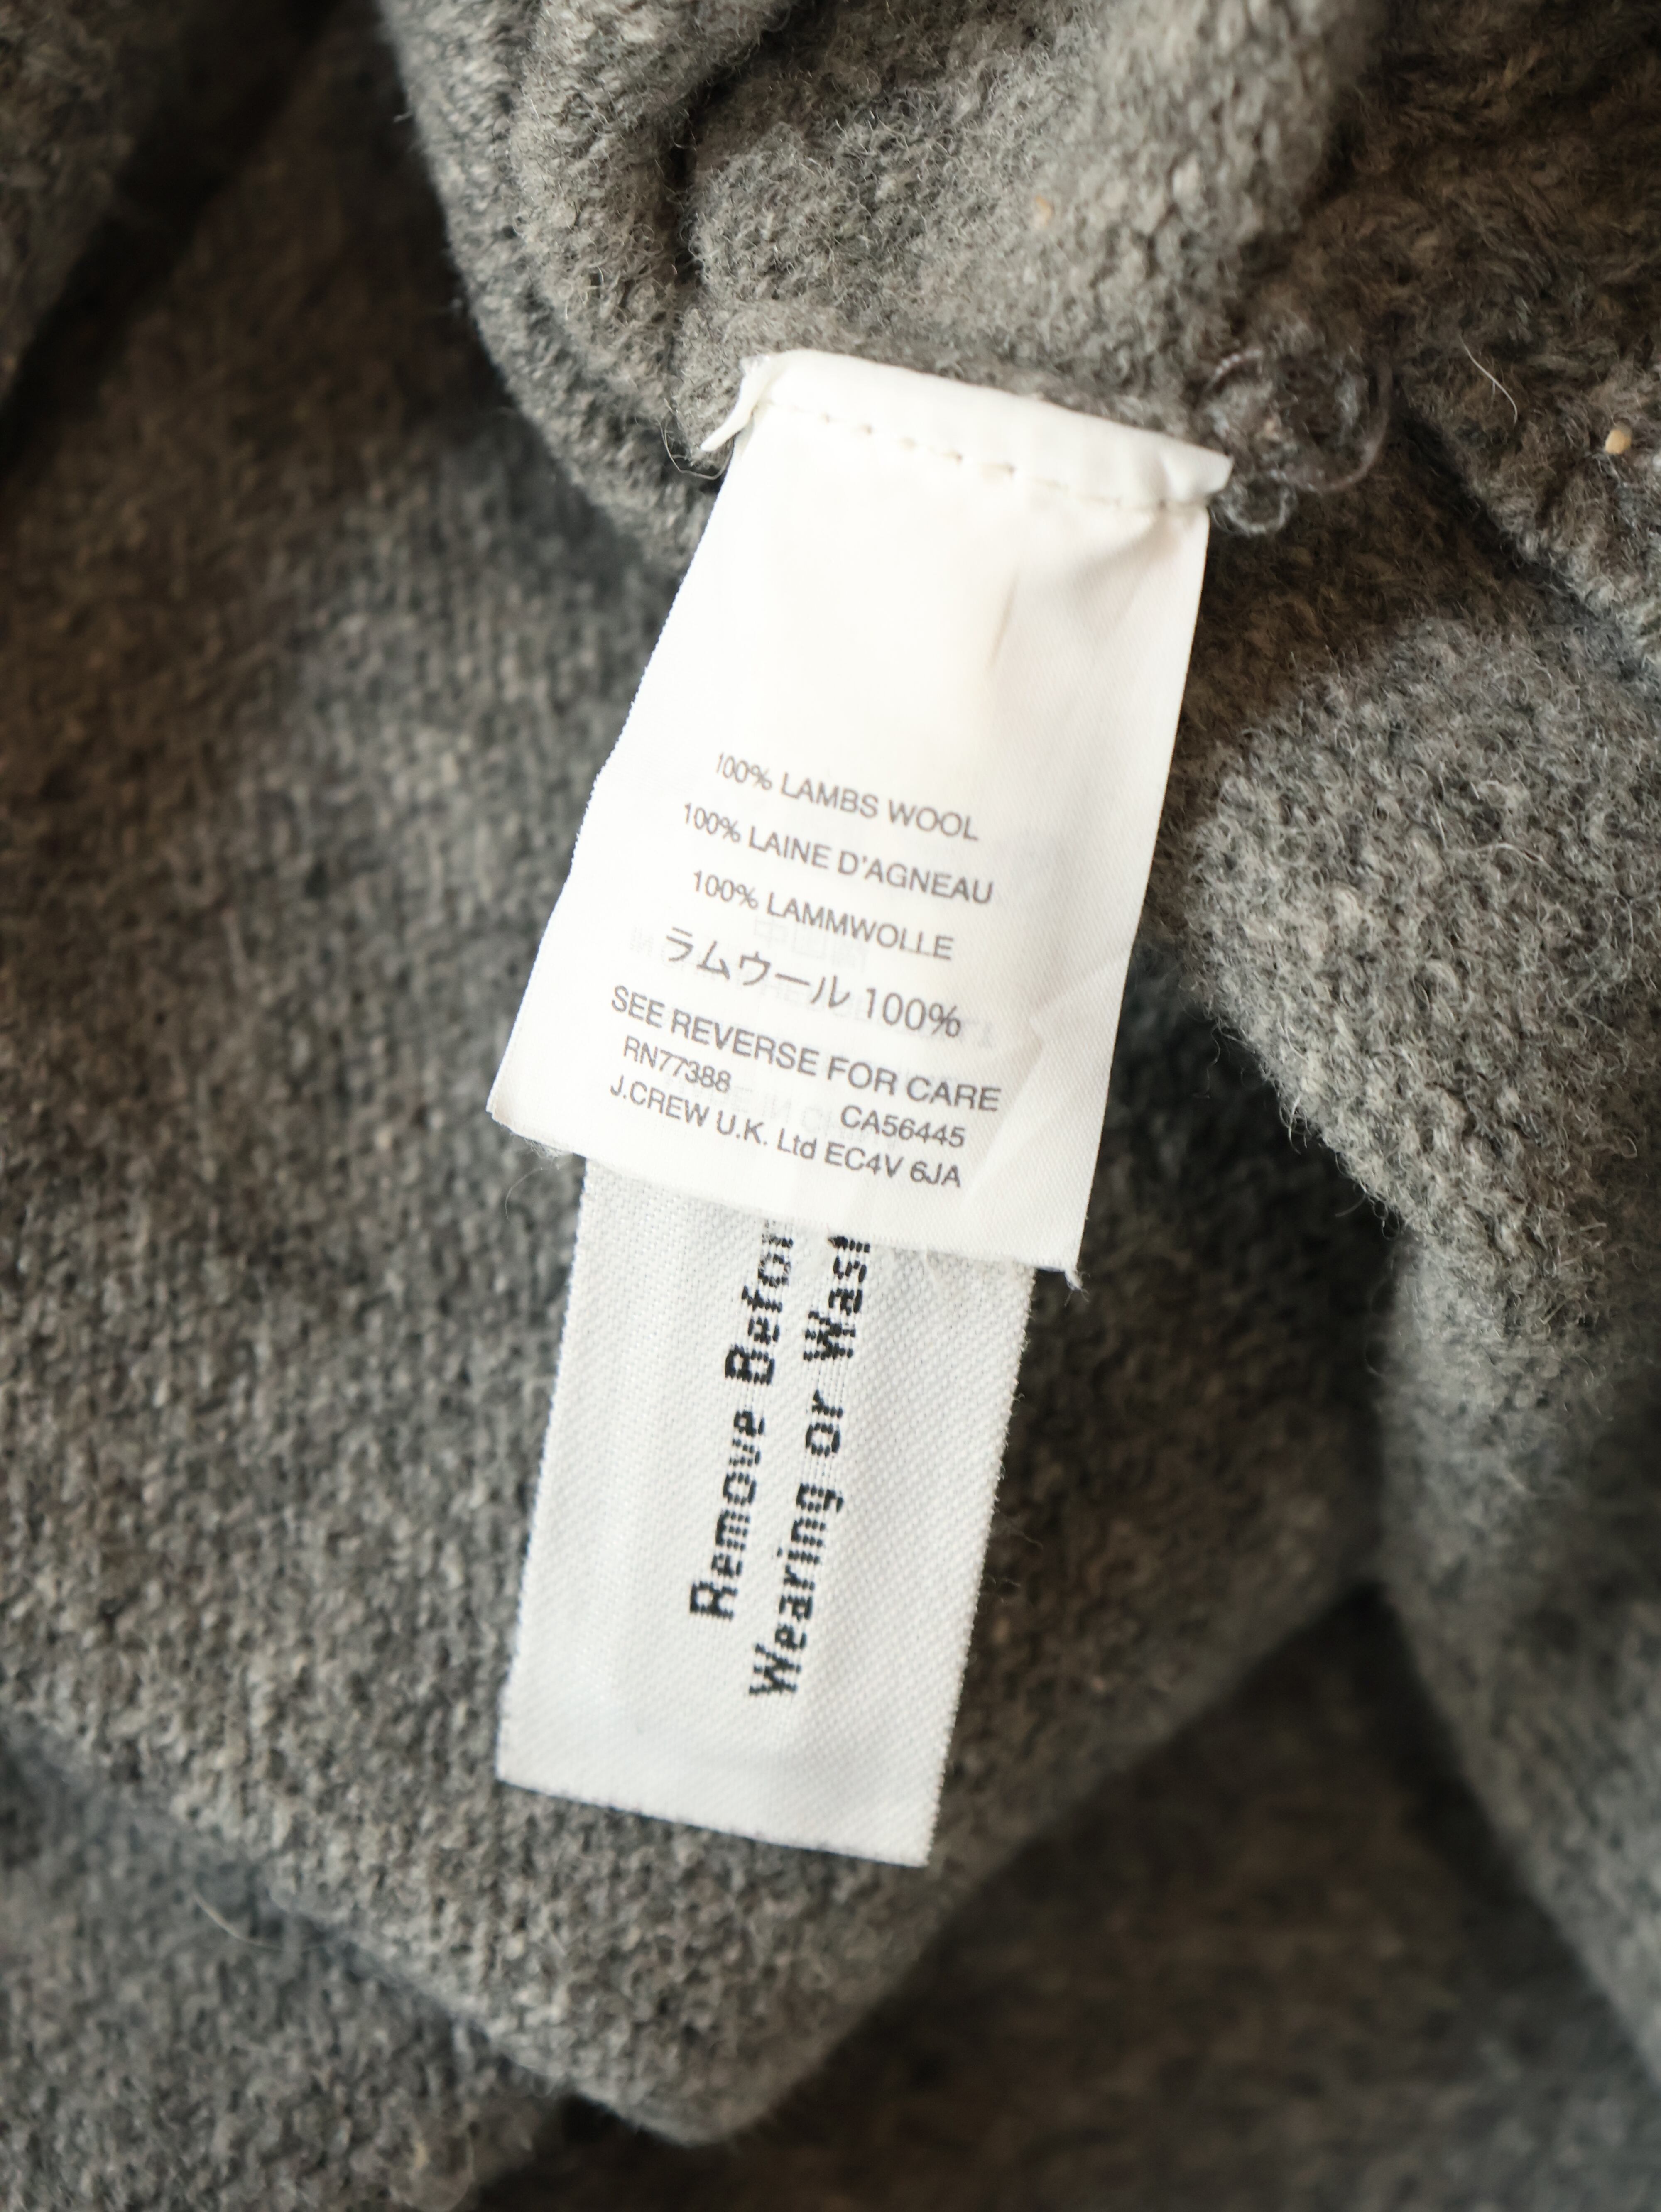 100% LAMBS WOOL
100% LAINE D'AGNEAU
100% LAMMWOLLE
ラムウール 100%
SEE REVERSE FOR CARE
RN77388 CA56445
J.CREW U.K. Ltd EC4V 6JA
Remove Befor
Wearing or Was